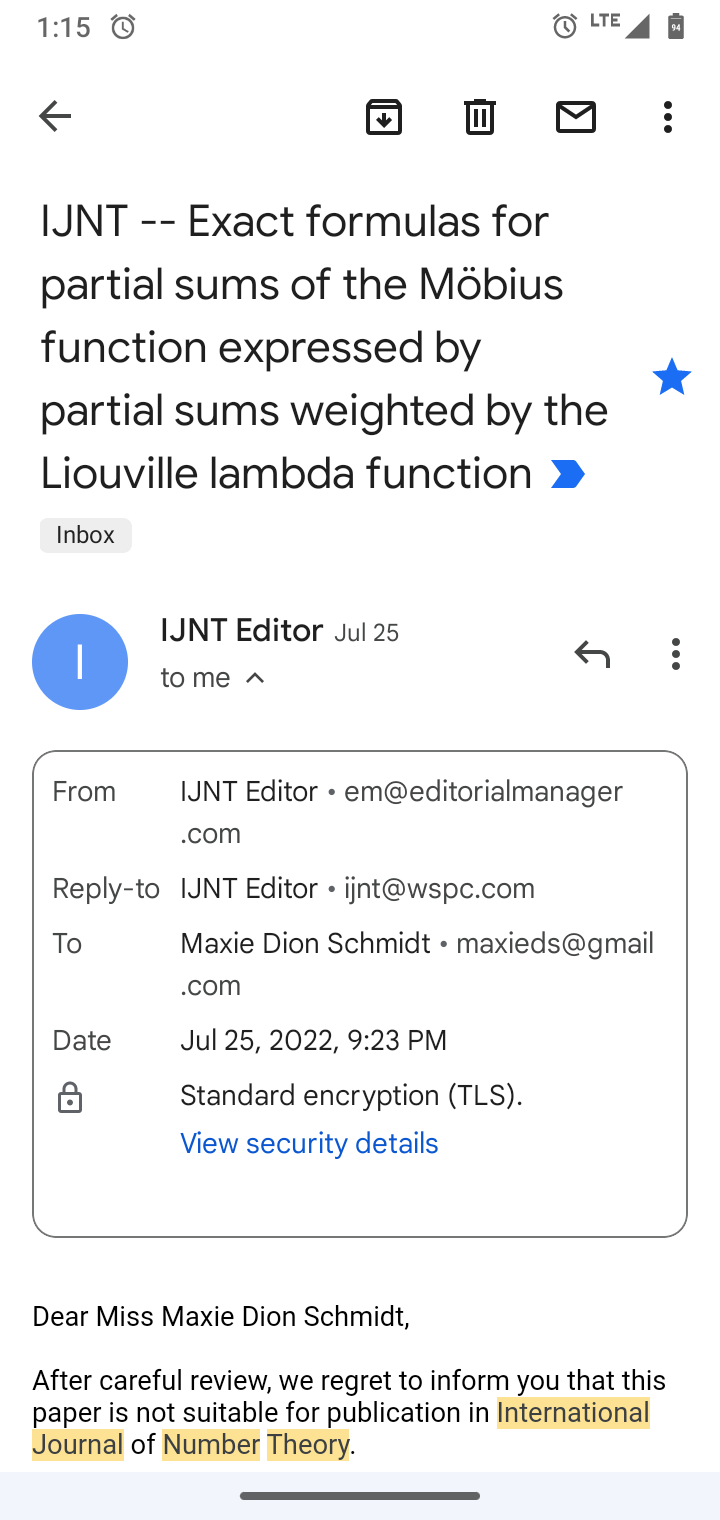 1:15
LTE
94
IJNT -- Exact formulas for
partial sums of the Möbius
function expressed by
partial sums weighted by the
Liouville lambda function
Inbox
I
IJNT Editor Jul 25
to me
From IJNT Editor • em@editorialmanager
.com
Reply-to IJNT Editor • ijnt@wspc.com
To Maxie Dion Schmidt • maxieds@gmail
.com
Date Jul 25, 2022, 9:23 PM
Standard encryption (TLS).
View security details
Dear Miss Maxie Dion Schmidt,
After careful review, we regret to inform you that this
paper is not suitable for publication in International
Journal of Number Theory.